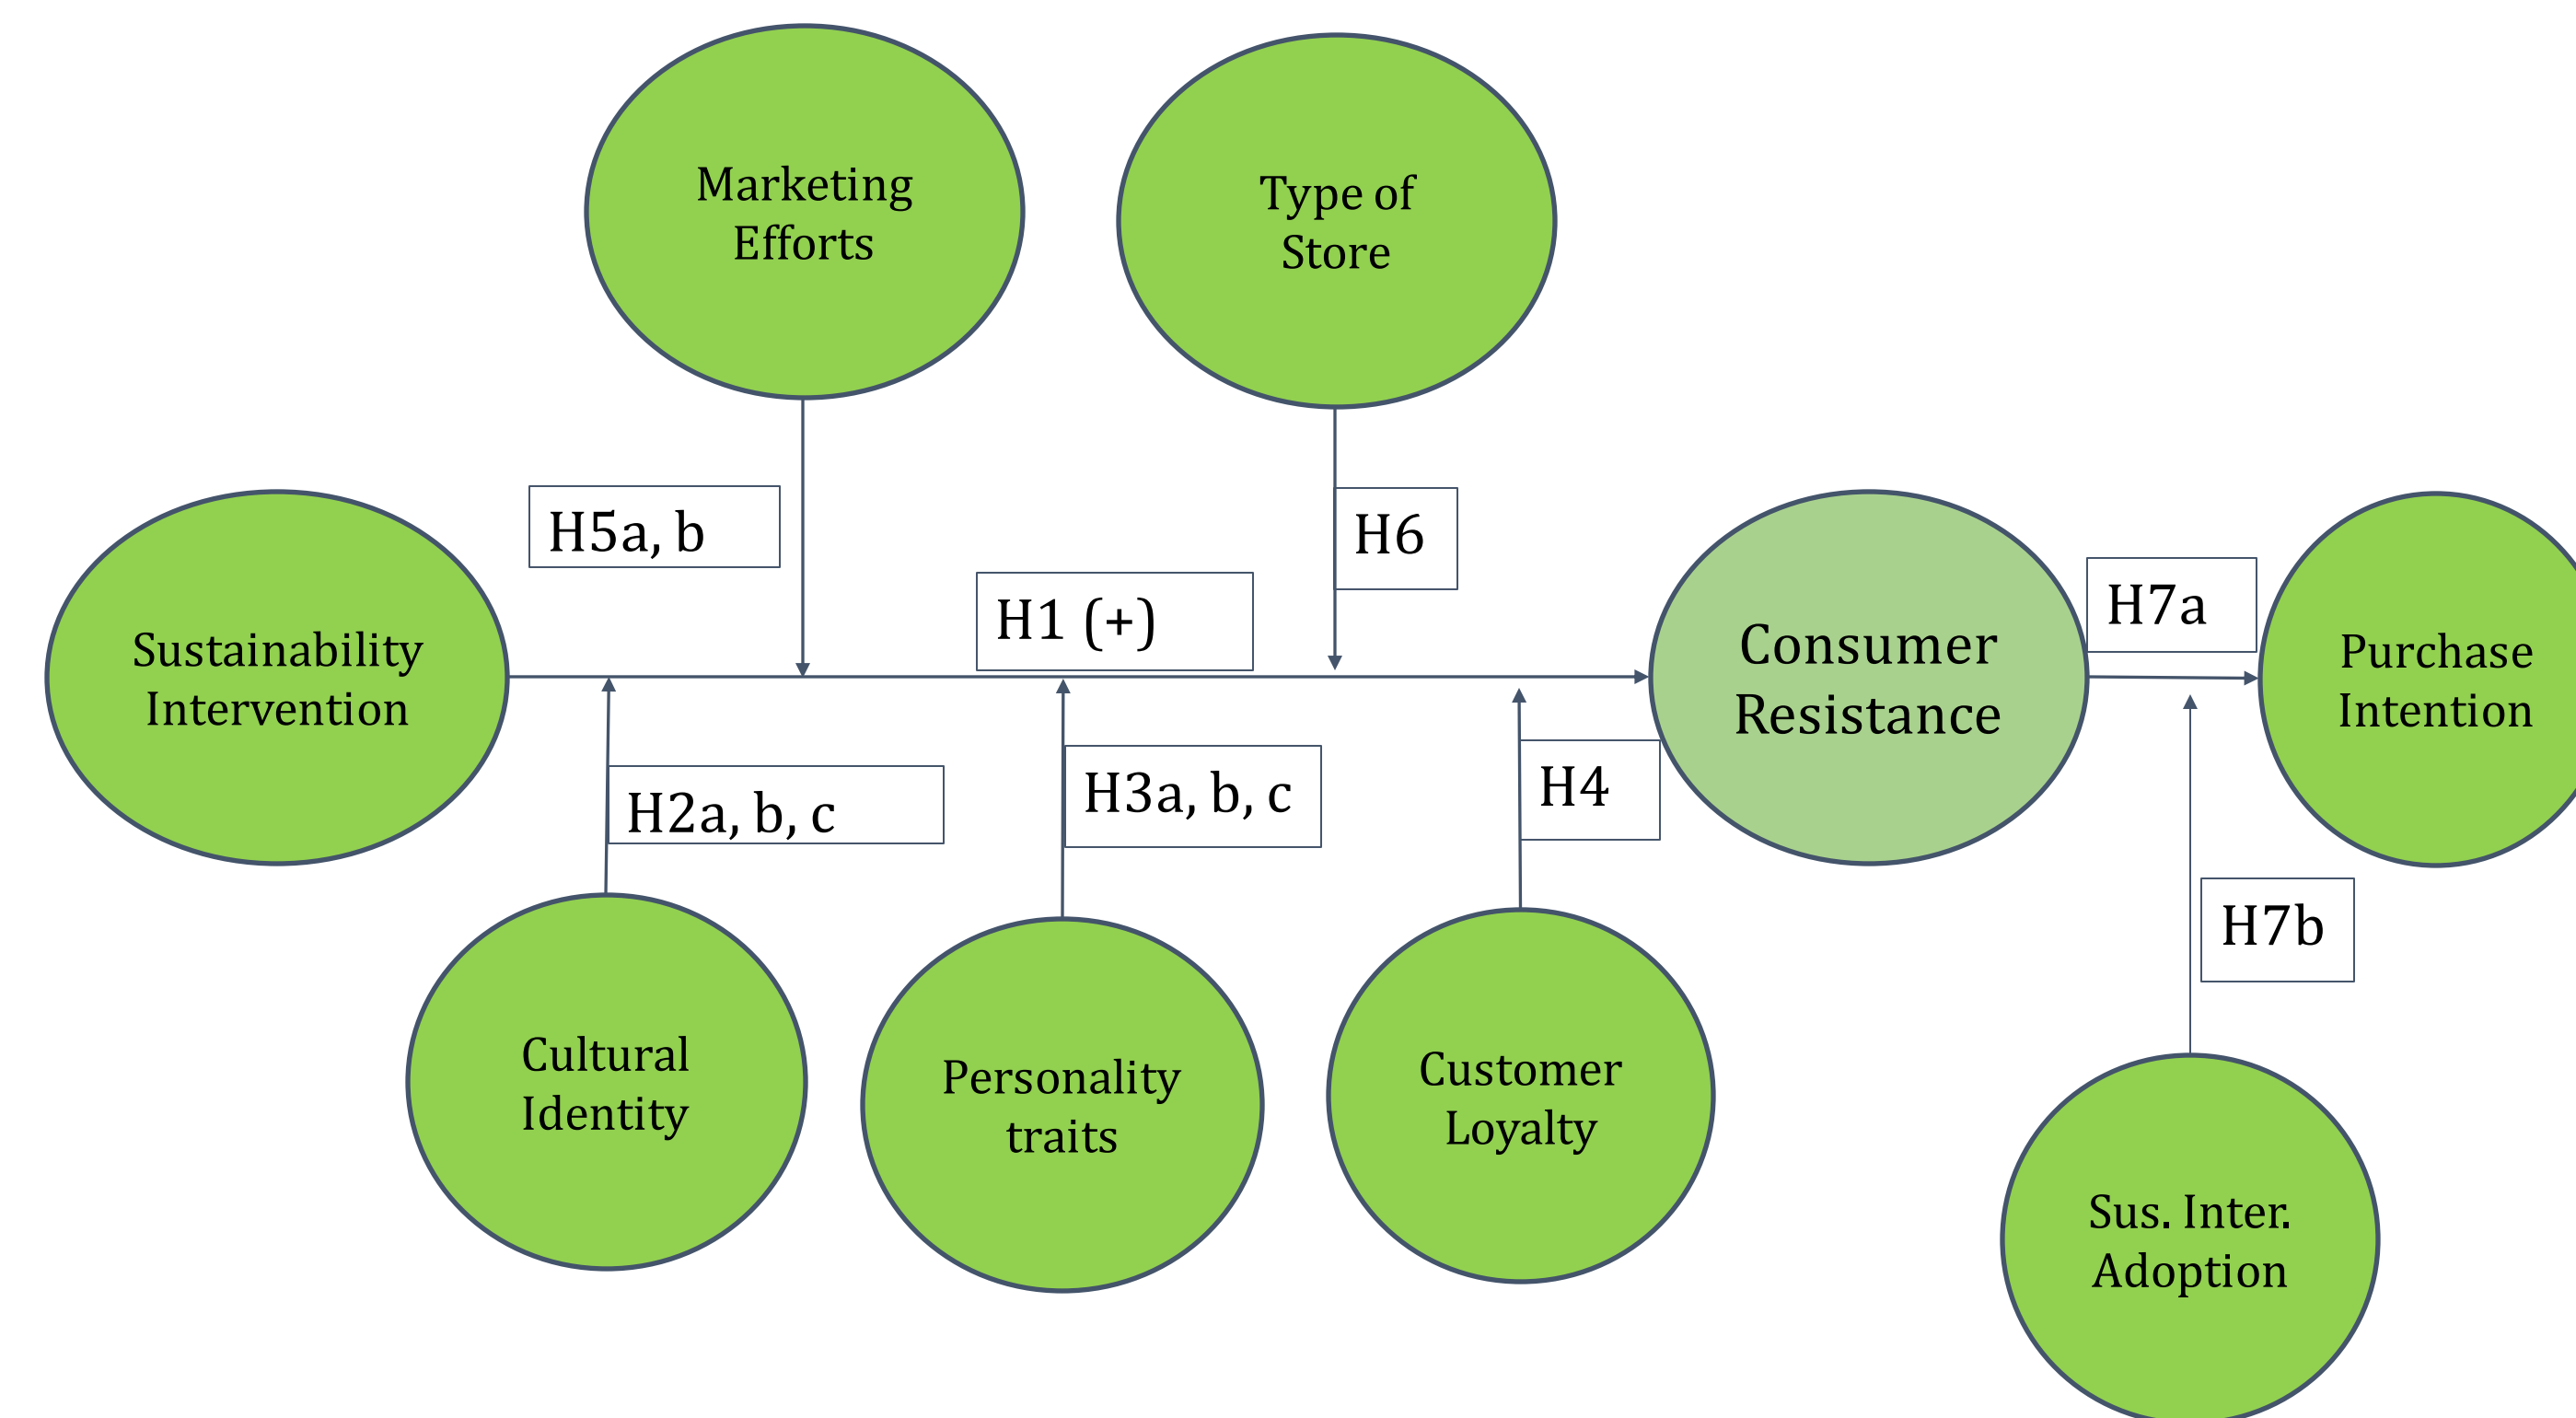 Marketing
Efforts
Type of
Store
H5a, b
H6
H1 (+)
H7a
Sustainability
Intervention
Consumer
Resistance
Purchase
Intention
H2a, b, c
H3a, b, c
H4
H7b
Cultural
Identity
Personality
traits
Customer
Loyalty
Sus. Inter.
Adoption